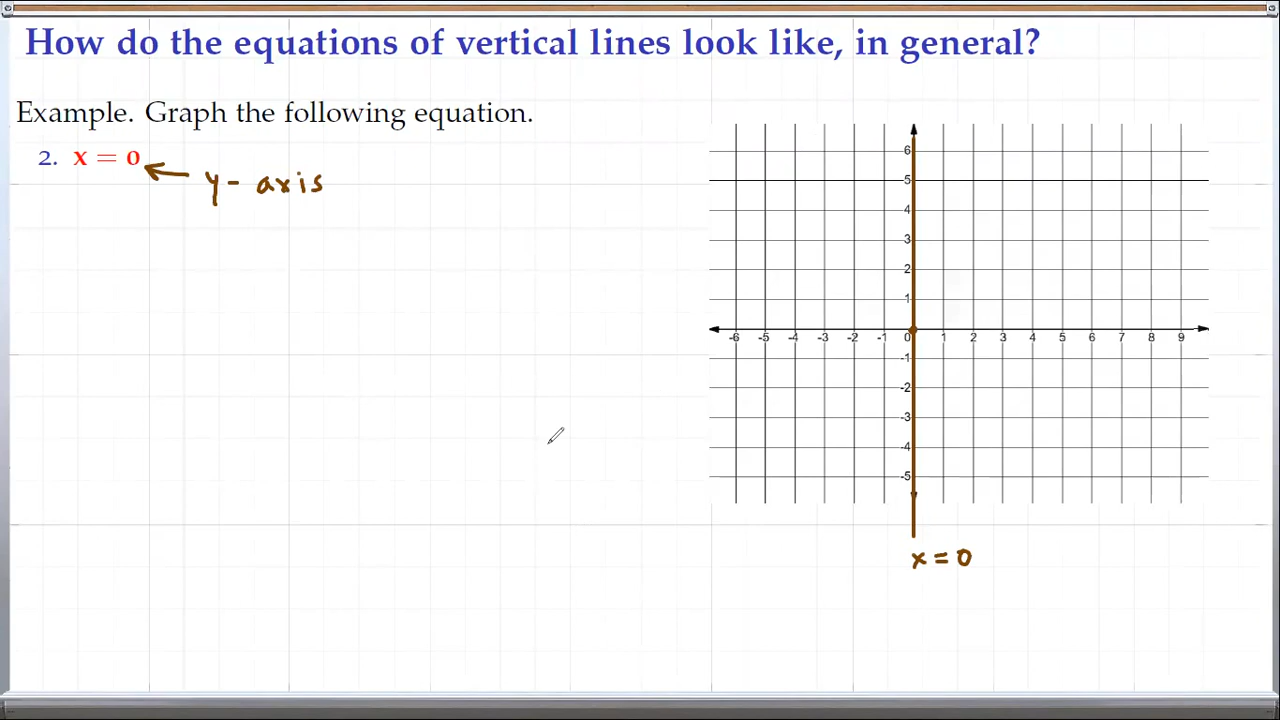 How do the equations of vertical lines look like, in general?
Example. Graph the following equation.
2. x = 0
y- axis
6
5
4
3
2
1
-6 -5 -4 -3 -2 -1 0 1 2 3 4 5 6 7 8 9
-1
-2
-3
-4
-5
x = 0